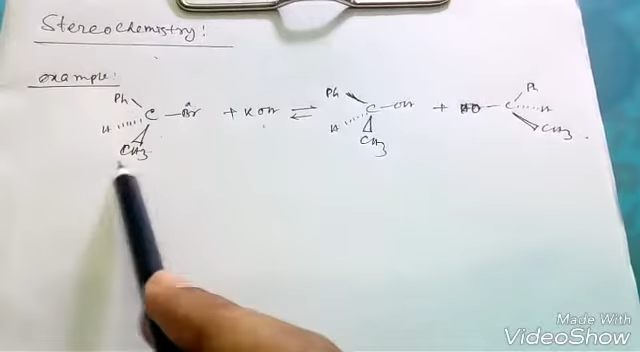 Stereochemistry:
example:
Ph Ph Ph
H C Br + KOH ⇌ H C OH + HO C H
CH3 CH3 CH3
Made With
VideoShow